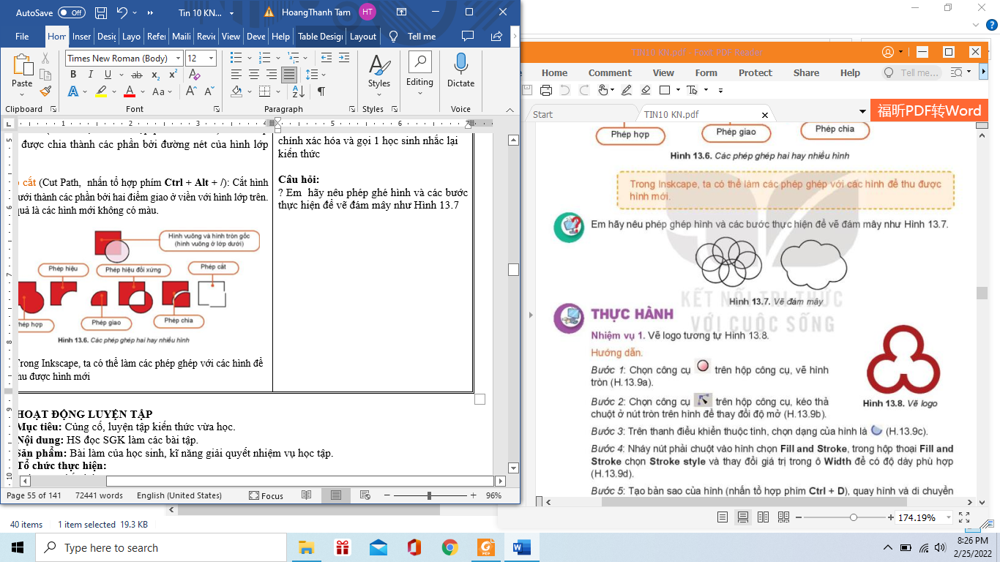 AutoSave Off Tin 10 KN... HoangThanh Tam HT
File Hom Inser Desig Layo Refer Maili Revie View Deve Help Table Design Layout Tell me
Times New Roman (Body) 12
Paste Styles Editing Dictate
Clipboard Font Paragraph Styles Voice
được chia thành các phần bởi đường nét của hình lớp
cắt (Cut Path, nhấn tổ hợp phím Ctrl + Alt + /): Cắt hình
ưới thành các phần bởi hai điểm giao ở viền với hình lớp trên.
quả là các hình mới không có màu.
Hình vuông và hình tròn gốc
(hình vuông ở lớp dưới)
Phép hiệu Phép hiệu đối xứng Phép cắt
hép hợp Phép giao Phép chia
Hình 13.6. Các phép ghép hai hay nhiều hình
Trong Inkscape, ta có thể làm các phép ghép với các hình để
hu được hình mới
chính xác hóa và gọi 1 học sinh nhắc lại
kiến thức
Câu hỏi:
? Em hãy nêu phép ghé hình và các bước
thực hiện để vẽ đám mây như Hình 13.7
HOẠT ĐỘNG LUYỆN TẬP
Mục tiêu: Củng cố, luyện tập kiến thức vừa học.
Nội dung: HS đọc SGK làm các bài tập.
Sản phẩm: Bài làm của học sinh, kĩ năng giải quyết nhiệm vụ học tập.
Tổ chức thực hiện:
Page 55 of 141 72441 words English (United States) Focus 96%
40 items 1 item selected 19.3 KB
TIN10 KN.pdf - Foxit PDF Reader
Home Comment View Form Protect Share Help Tell me...
Start TIN10 KN.pdf 福昕PDF转Word
Phép hợp Phép giao Phép chia
Hình 13.6. Các phép ghép hai hay nhiều hình
Trong Inskcape, ta có thể làm các phép ghép với các hình để thu được
hình mới.
Em hãy nêu phép ghép hình và các bước thực hiện để vẽ đám mây như Hình 13.7.
Hình 13.7. Vẽ đám mây
KẾT NỐI TRI THỨC
VỚI CUỘC SỐNG
THỰC HÀNH
Nhiệm vụ 1. Vẽ logo tương tự Hình 13.8.
Hướng dẫn.
Bước 1: Chọn công cụ trên hộp công cụ, vẽ hình
tròn (H.13.9a).
Bước 2: Chọn công cụ trên hộp công cụ, kéo thả
chuột ở nút tròn trên hình để thay đổi độ mở (H.13.9b).
Hình 13.8. Vẽ logo
Bước 3: Trên thanh điều khiển thuộc tính, chọn dạng của hình là (H.13.9c).
Bước 4: Nháy nút phải chuột vào hình chọn Fill and Stroke, trong hộp thoại Fill and
Stroke chọn Stroke style và thay đổi giá trị trong ô Width để có độ dày phù hợp
(H.13.9d).
Bước 5: Tạo bản sao của hình (nhấn tổ hợp phím Ctrl + D), quay hình và di chuyển
174.19%
Type here to search
8:26 PM
2/25/2022